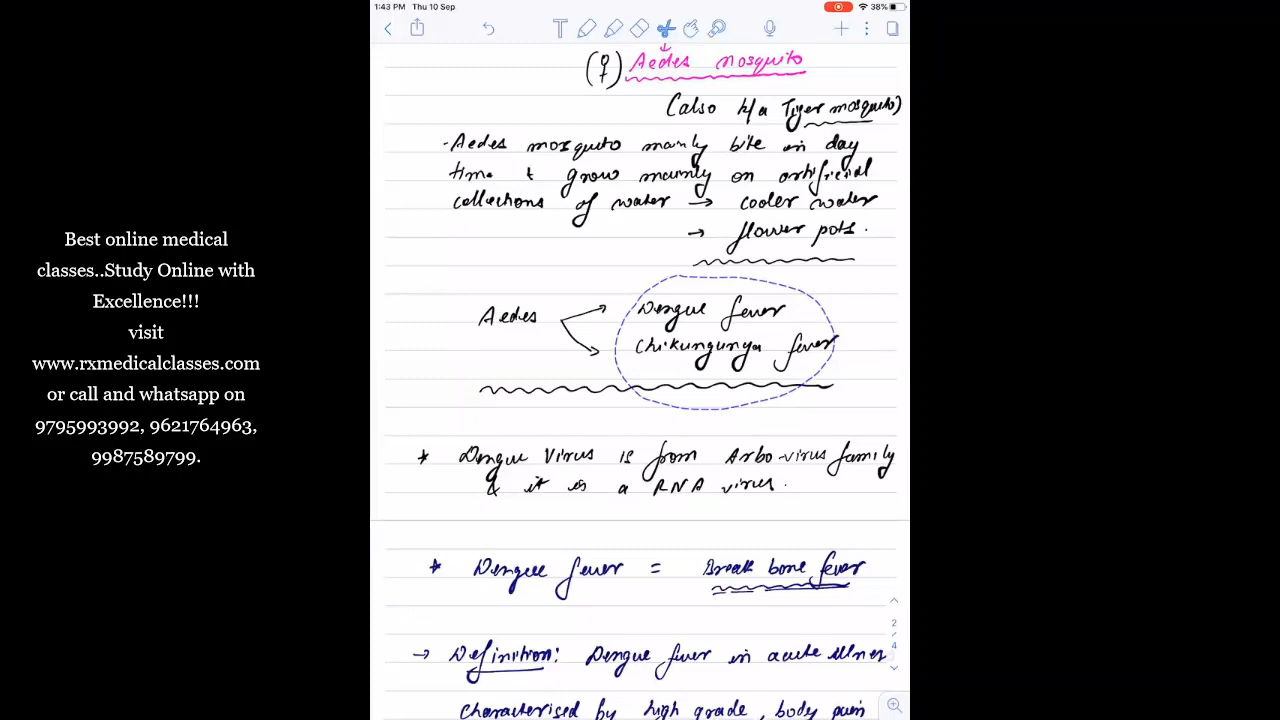 1:43 PM Thu 10 Sep
38%
(♀) Aedes mosquito
(also k/a Tiger mosquito)
Best online medical
classes..Study Online with
Excellence!!!
visit
www.rxmedicalclasses.com
or call and whatsapp on
9795993992, 9621764963,
9987589799.
-Aedes mosquito mainly bite in day
time & grow mainly on artificial
collections of water → cooler water
→ flower pots.
Aedes
Dengue fever
Chikungunya fever
* Dengue Virus is from Arbo-virus family
& it is a RNA virus.
* Dengue fever = Break bone fever
→ Definition: Dengue fever in acute illness
characterised by high grade, body pain
2
/
4